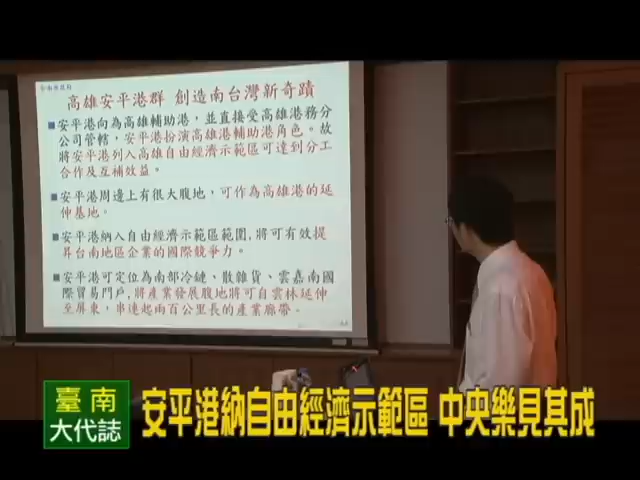 台南市政府
高雄安平港群 創造南台灣新奇蹟
■安平港向為高雄輔助港，並直接受高雄港務分
公司管轄，安平港扮演高雄港輔助港角色。故
將安平港列入高雄自由經濟示範區可達到分工
合作及互補效益。
■安平港周邊上有很大腹地，可作為高雄港的延
伸基地。
■安平港納入自由經濟示範區範圍，將可有效提
昇台南地區企業的國際競爭力。
■安平港可定位為南部冷鏈、散雜貨、雲嘉南國
際貿易門戶，將產業發展腹地將可自雲林延伸
至屏東，串連起兩百公里長的產業廊帶。
臺南
大代誌
安平港納自由經濟示範區 中央樂見其成